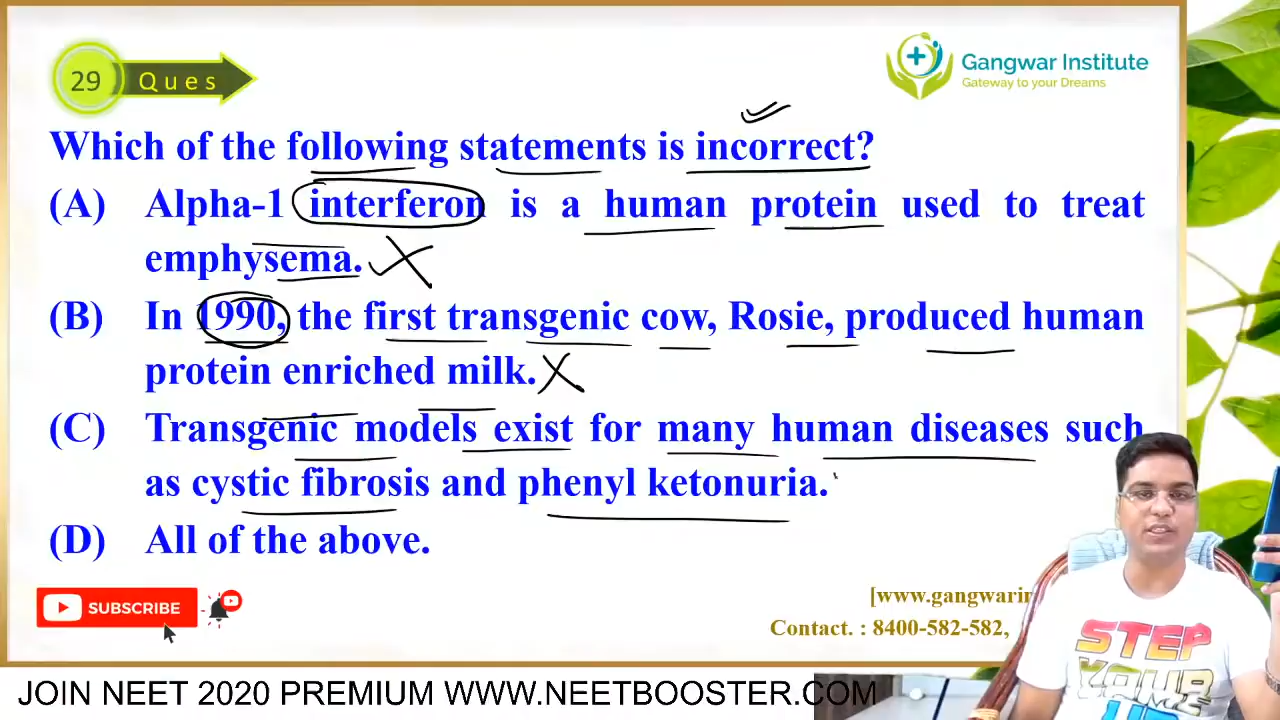 29 Ques
Gangwar Institute
Gateway to your Dreams
Which of the following statements is incorrect?
(A) Alpha-1 interferon is a human protein used to treat
emphysema.
(B) In 1990, the first transgenic cow, Rosie, produced human
protein enriched milk.
(C) Transgenic models exist for many human diseases such
as cystic fibrosis and phenyl ketonuria.
(D) All of the above.
SUBSCRIBE
[www.gangwarin
Contact. : 8400-582-582,
STEP
YOUR
UP
JOIN NEET 2020 PREMIUM WWW.NEETBOOSTER.COM